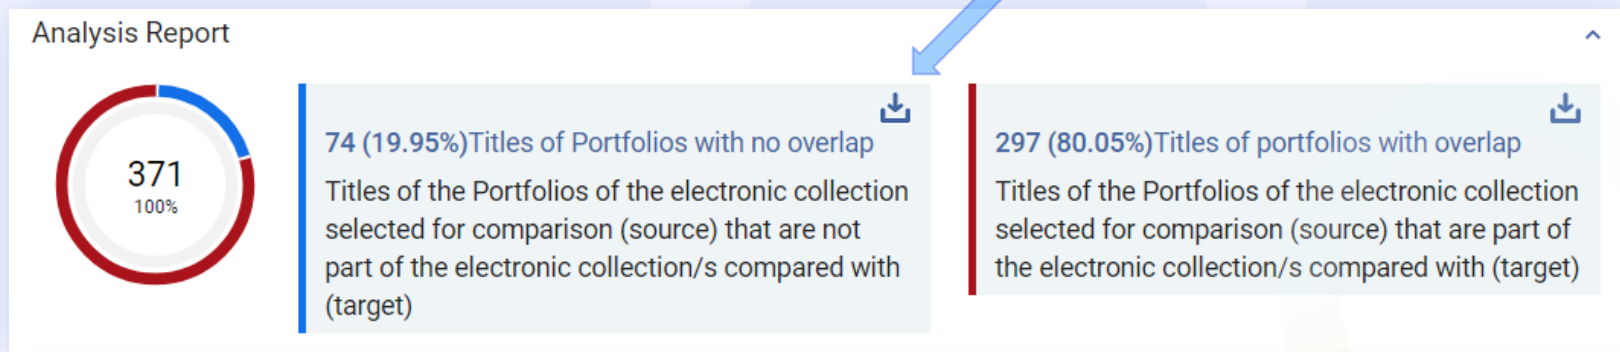 Analysis Report
371
100%
74 (19.95%)Titles of Portfolios with no overlap
Titles of the Portfolios of the electronic collection
selected for comparison (source) that are not
part of the electronic collection/s compared with
(target)
297 (80.05%)Titles of portfolios with overlap
Titles of the Portfolios of the electronic collection
selected for comparison (source) that are part of
the electronic collection/s compared with (target)